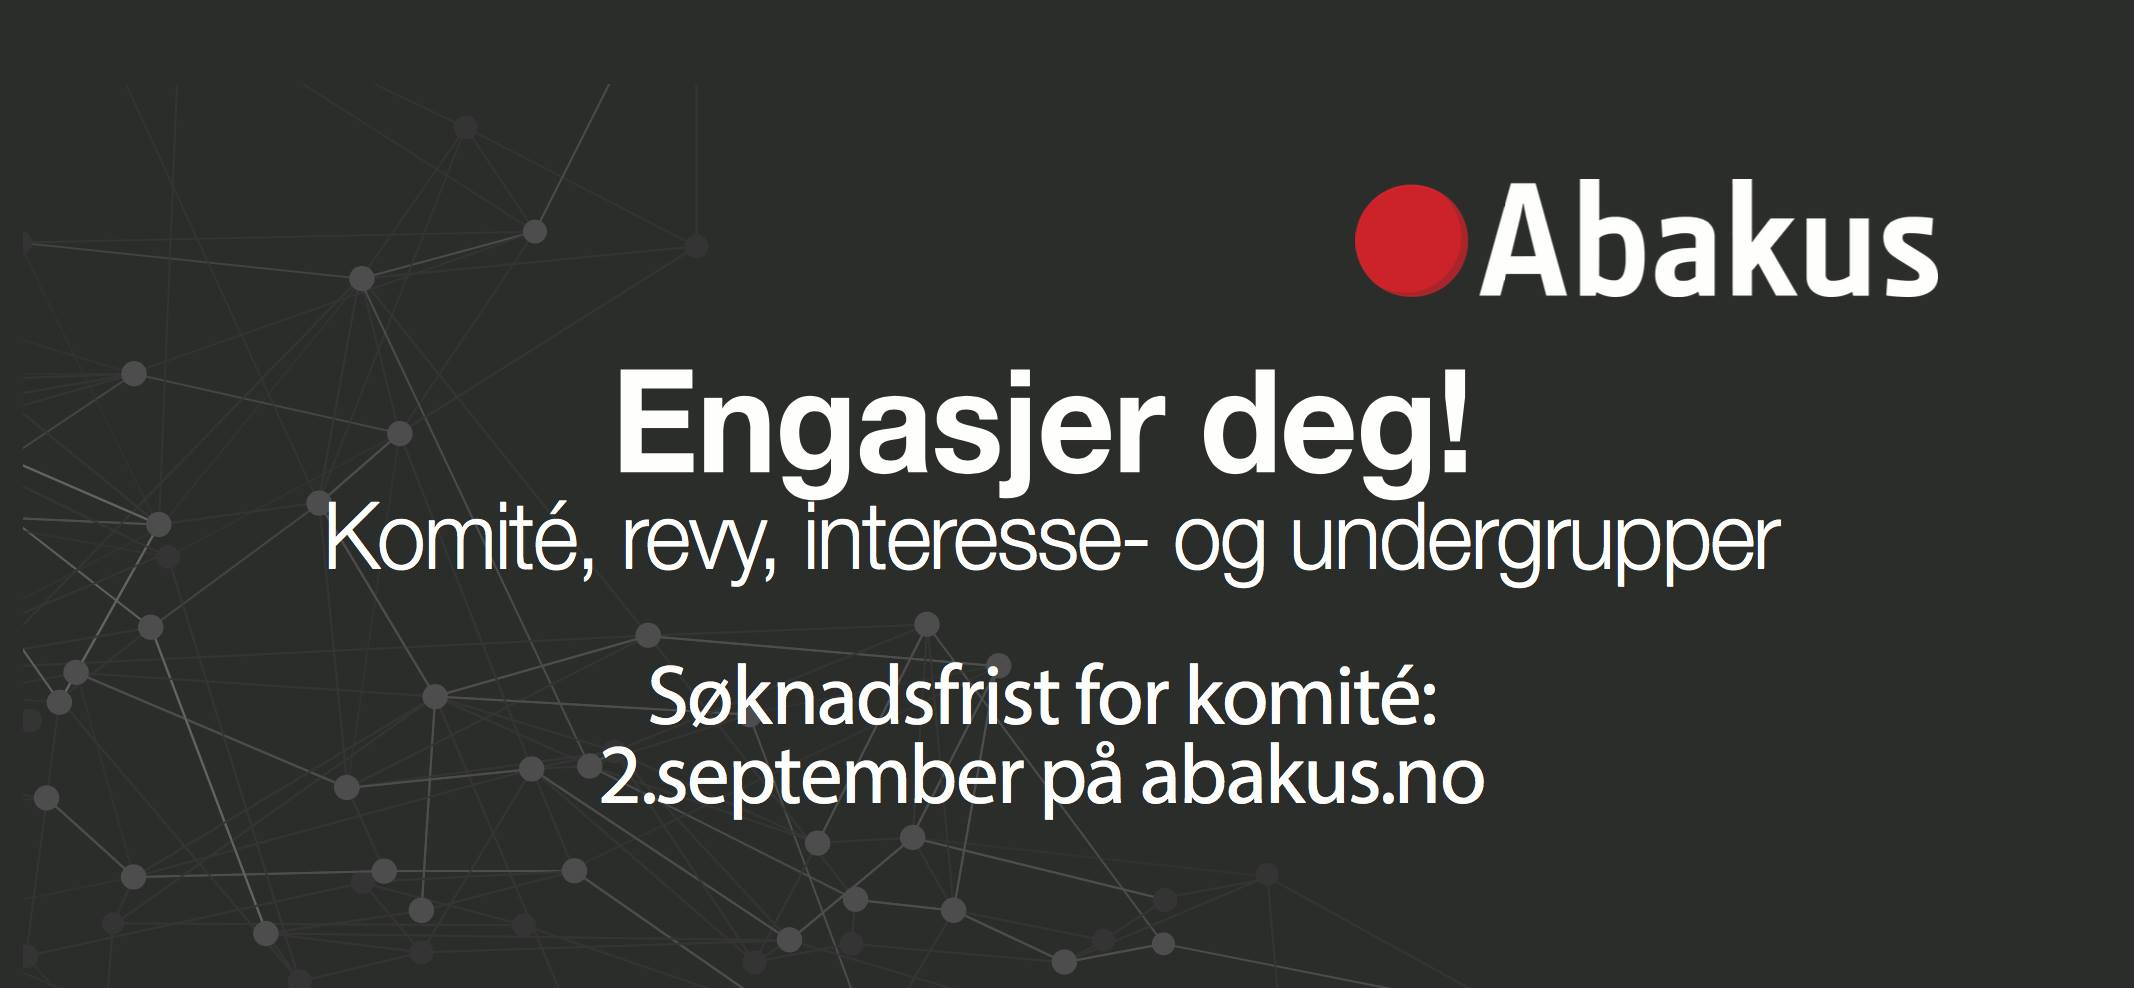 Abakus
Engasjer deg!
Komité, revy, interesse- og undergrupper
Søknadsfrist for komité:
2.september på abakus.no